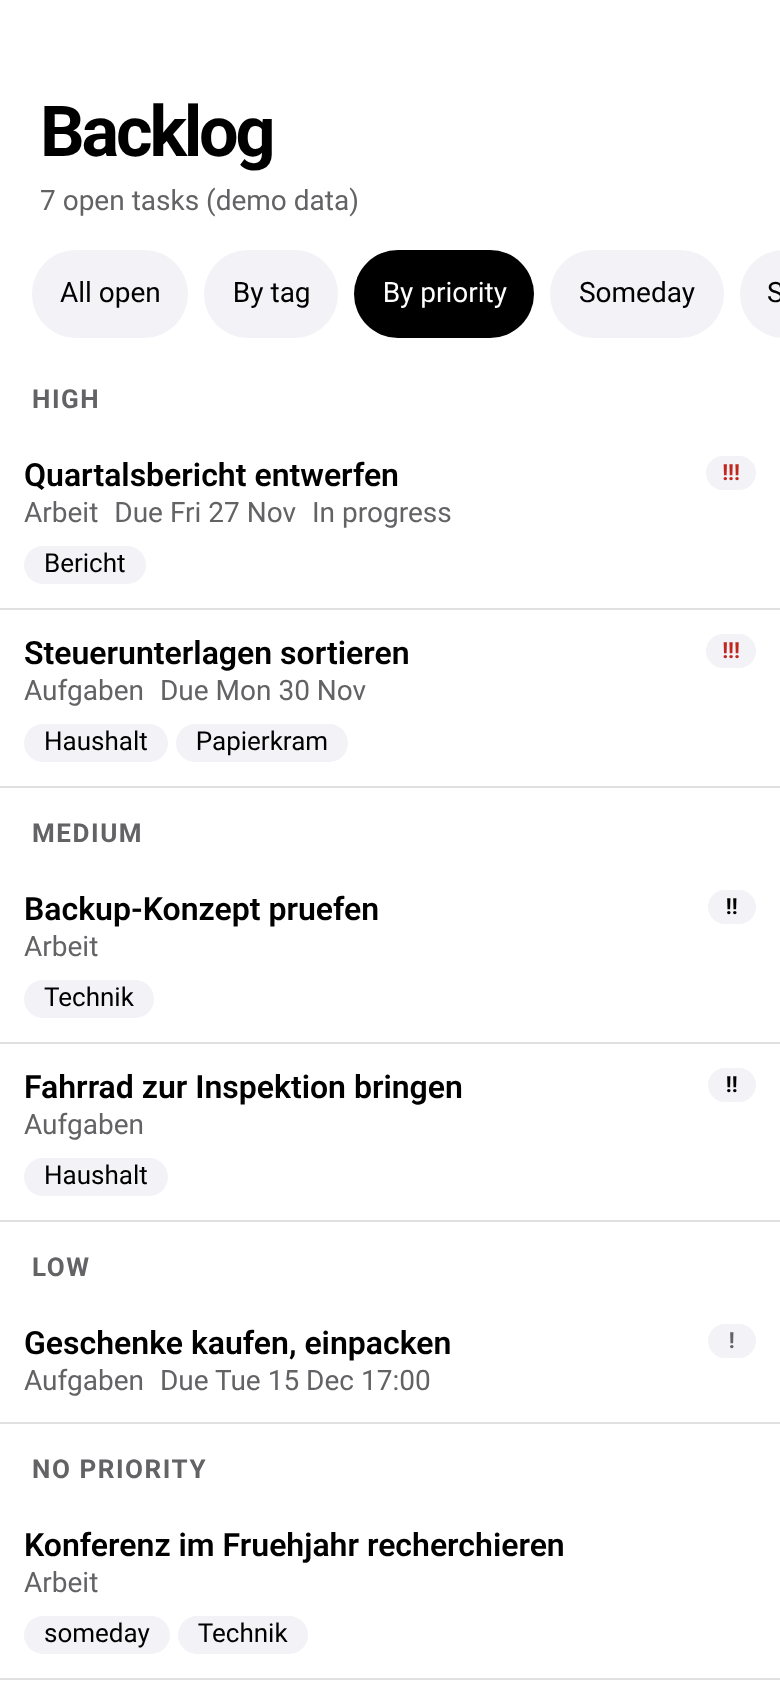 Backlog
7 open tasks (demo data)
All open By tag By priority Someday S
HIGH
Quartalsbericht entwerfen !!!
Arbeit Due Fri 27 Nov In progress
Bericht
Steuerunterlagen sortieren !!!
Aufgaben Due Mon 30 Nov
Haushalt Papierkram
MEDIUM
Backup-Konzept pruefen !!
Arbeit
Technik
Fahrrad zur Inspektion bringen !!
Aufgaben
Haushalt
LOW
Geschenke kaufen, einpacken !
Aufgaben Due Tue 15 Dec 17:00
NO PRIORITY
Konferenz im Fruehjahr recherchieren
Arbeit
someday Technik